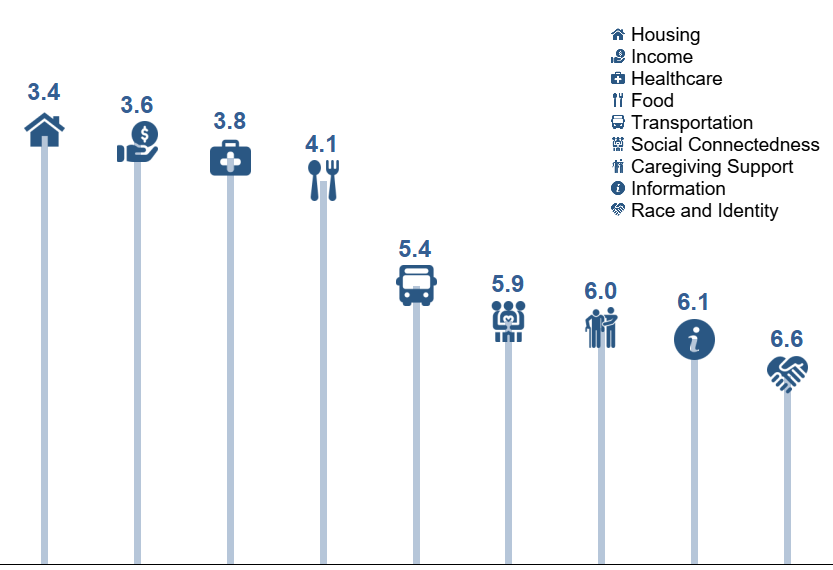 Housing
Income
Healthcare
Food
Transportation
Social Connectedness
Caregiving Support
Information
Race and Identity
3.4
3.6
3.8
4.1
5.4
5.9
6.0
6.1
6.6